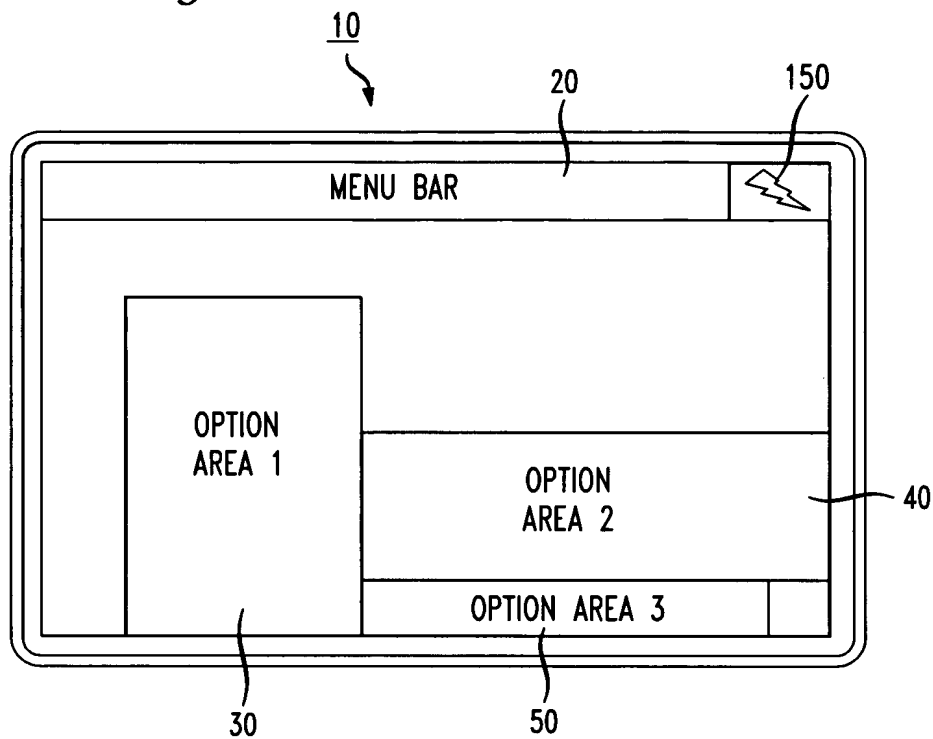 10
20
150
MENU BAR
OPTION
AREA 1
OPTION
AREA 2
40
OPTION AREA 3
30
50